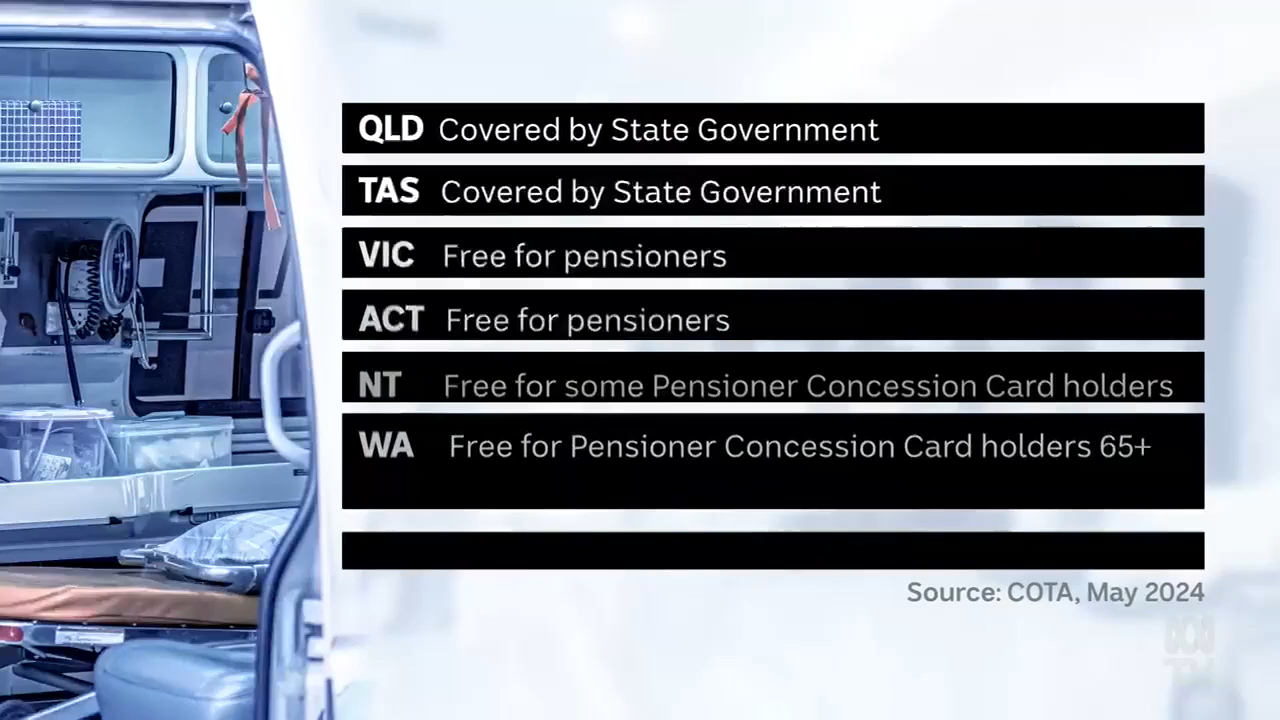 QLD Covered by State Government
TAS Covered by State Government
VIC Free for pensioners
ACT Free for pensioners
NT Free for some Pensioner Concession Card holders
WA Free for Pensioner Concession Card holders 65+
Source: COTA, May 2024